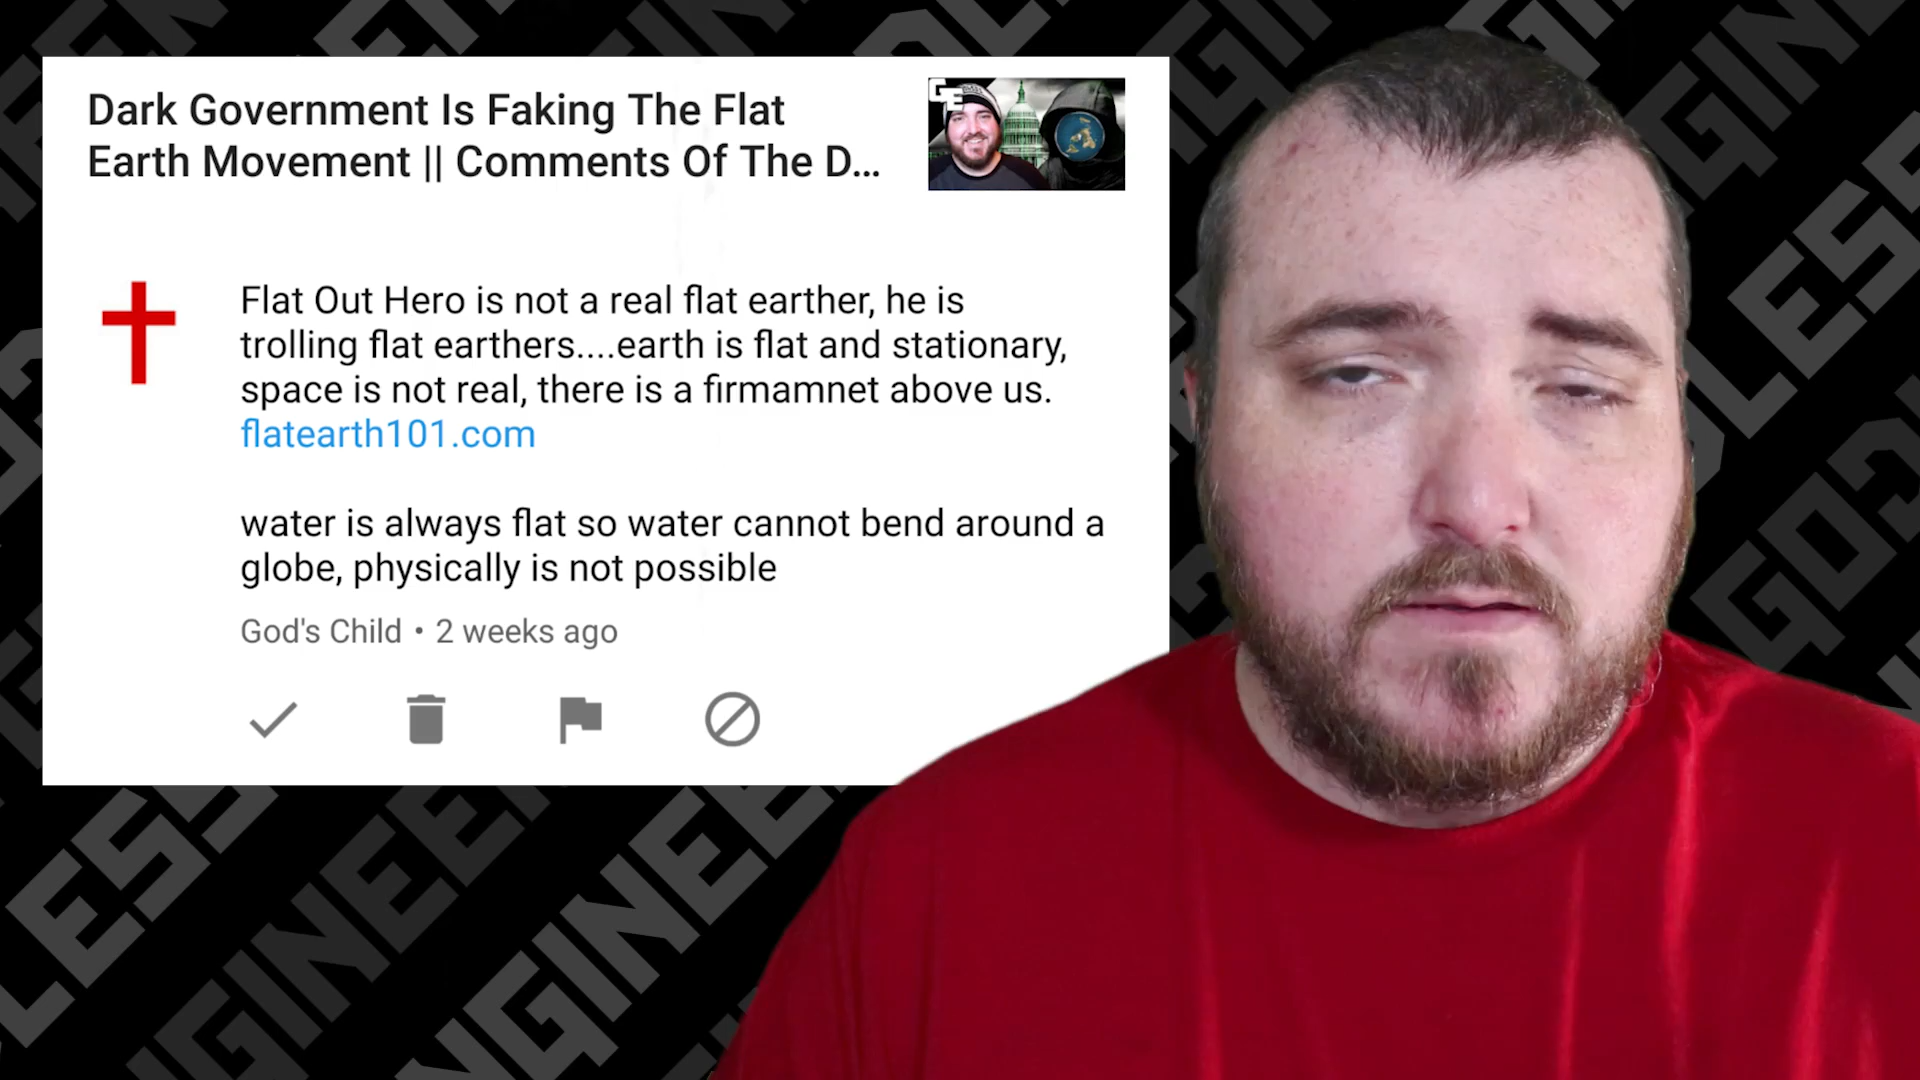 Dark Government Is Faking The Flat
Earth Movement || Comments Of The D...
GE
Flat Out Hero is not a real flat earther, he is
trolling flat earthers....earth is flat and stationary,
space is not real, there is a firmamnet above us.
flatearth101.com
water is always flat so water cannot bend around a
globe, physically is not possible
God's Child • 2 weeks ago